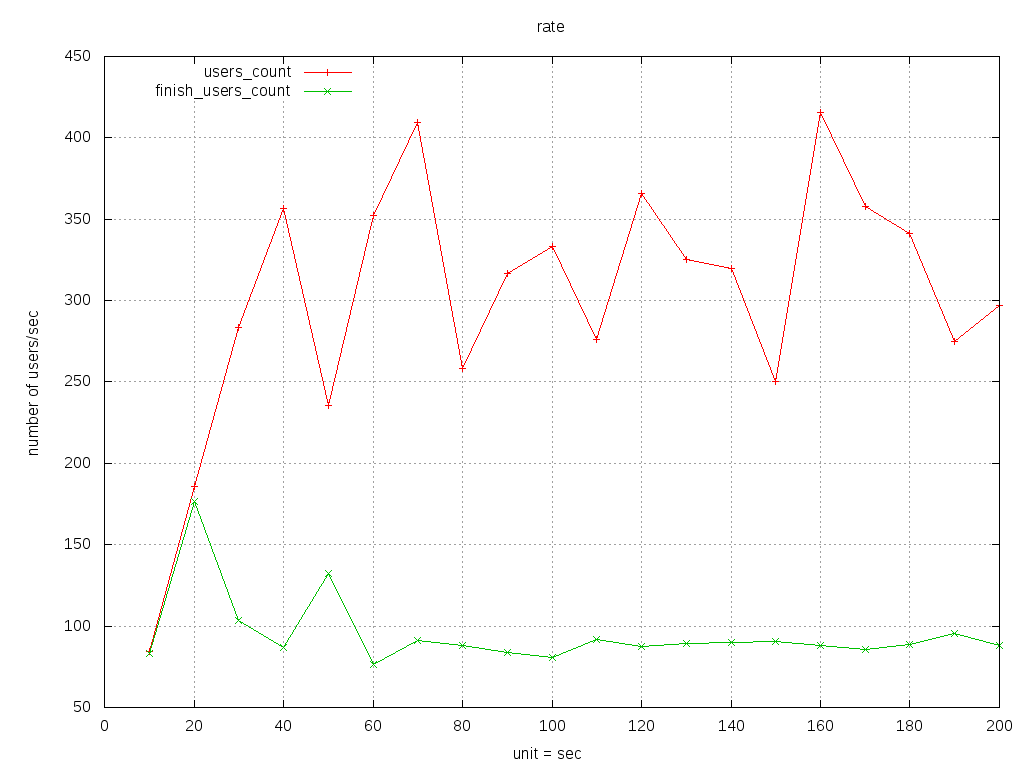 rate
450
400
350
300
250
200
150
100
50
users_count
finish_users_count
number of users/sec
0 20 40 60 80 100 120 140 160 180 200
unit = sec